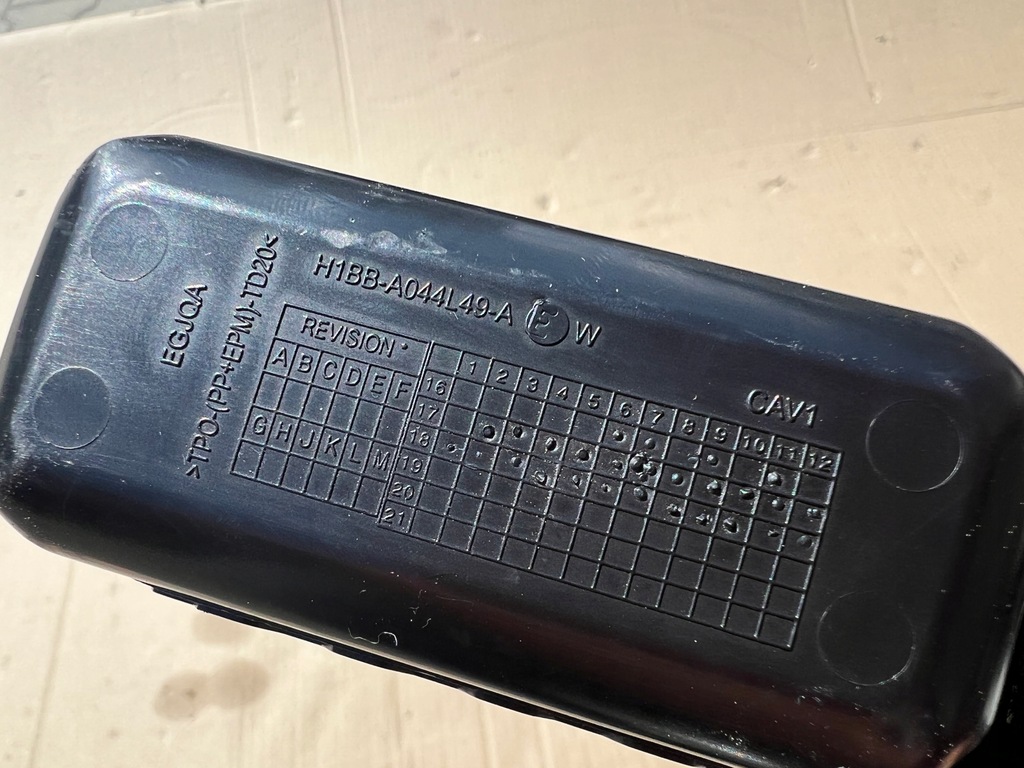 EGJQA
>TPO-(PP+EPM)-TD20<
H1BB-A044L49-A E W
CAV1
REVISION
A B C D E F
G H J K L M
1 2 3 4 5 6 7 8 9 10 11 12
16
17
18
19
20
21